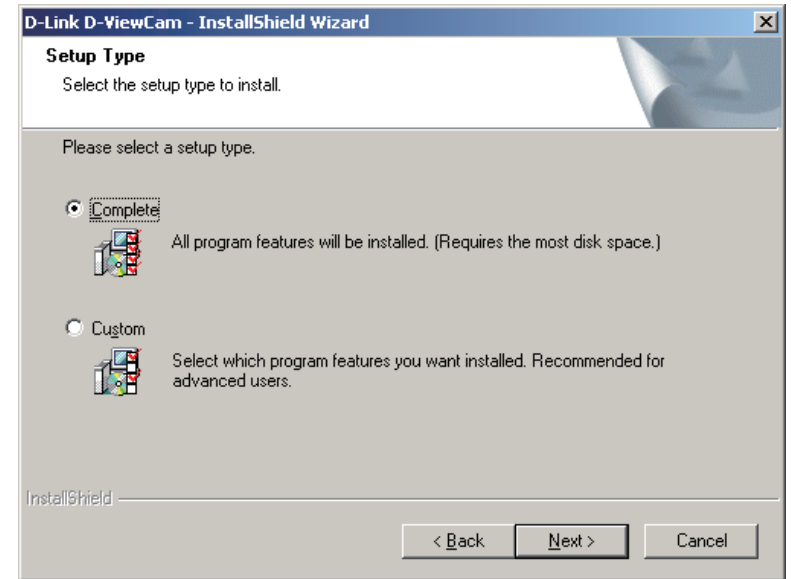 D-Link D-ViewCam - InstallShield Wizard
Setup Type
Select the setup type to install.
Please select a setup type.
Complete
All program features will be installed. (Requires the most disk space.)
Custom
Select which program features you want installed. Recommended for
advanced users.
InstallShield
< Back
Next >
Cancel